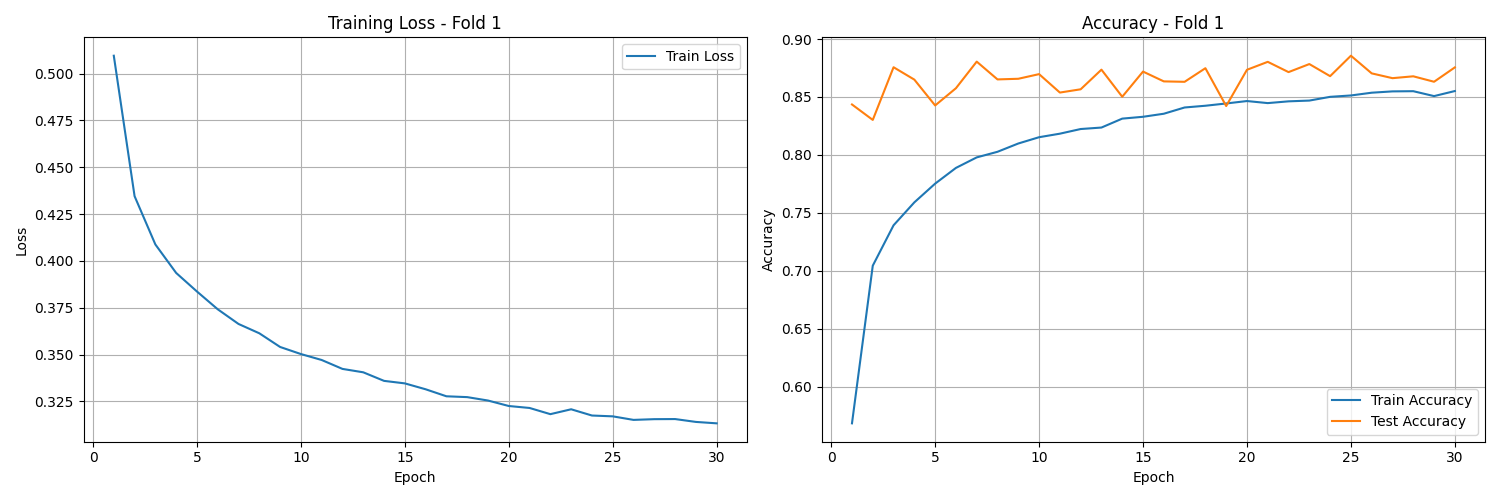 Training Loss - Fold 1
Train Loss
0.500
0.475
0.450
0.425
0.400
0.375
0.350
0.325
Loss
0 5 10 15 20 25 30
Epoch
Accuracy - Fold 1
0.90
0.85
0.80
0.75
0.70
0.65
0.60
Accuracy
Train Accuracy
Test Accuracy
0 5 10 15 20 25 30
Epoch